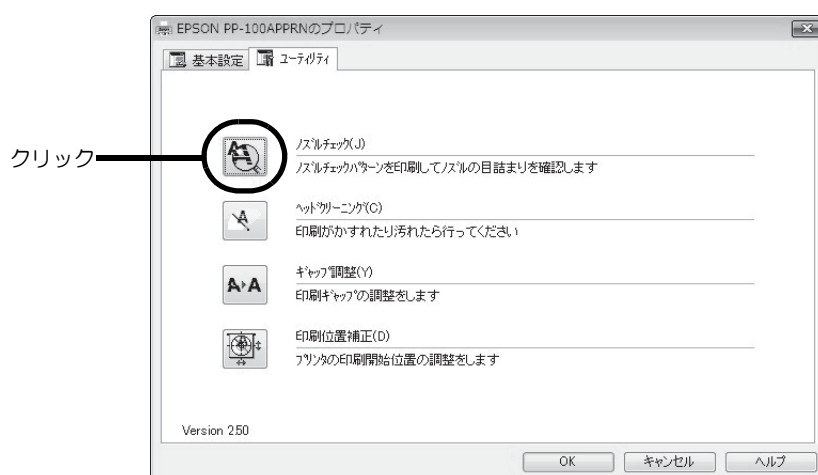 EPSON PP-100APPRNのプロパティ
基本設定 ユーティリティ
クリック
ノズルチェック(J)
ノズルチェックパターンを印刷してノズルの目詰まりを確認します
ヘッドクリーニング(C)
印刷がかすれたり汚れたら行ってください
ギャップ調整(Y)
印刷ギャップの調整をします
印刷位置補正(D)
プリンタの印刷開始位置の調整をします
Version 2.50
OK キャンセル ヘルプ